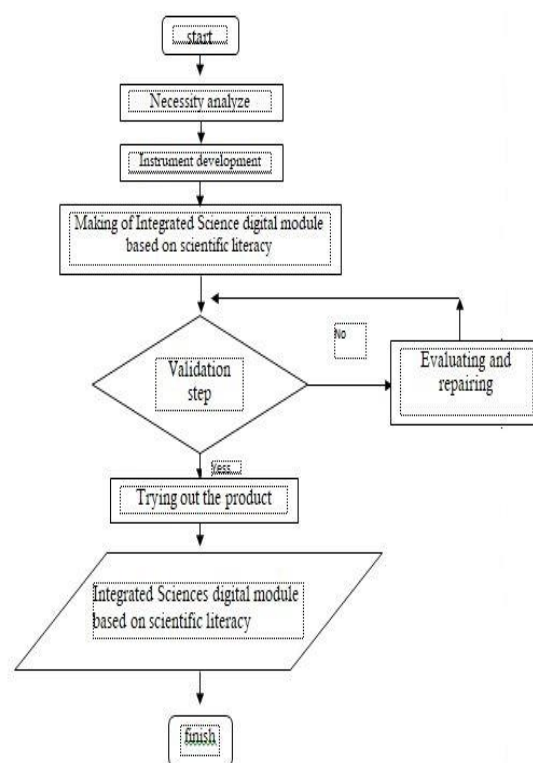 start
Necessity analyze
Instrument development
Making of Integrated Science digital module
based on scientific literacy
No
Validation
step
Evaluating and
repairing
Yess
Trying out the product
Integrated Sciences digital module
based on scientific literacy
finish